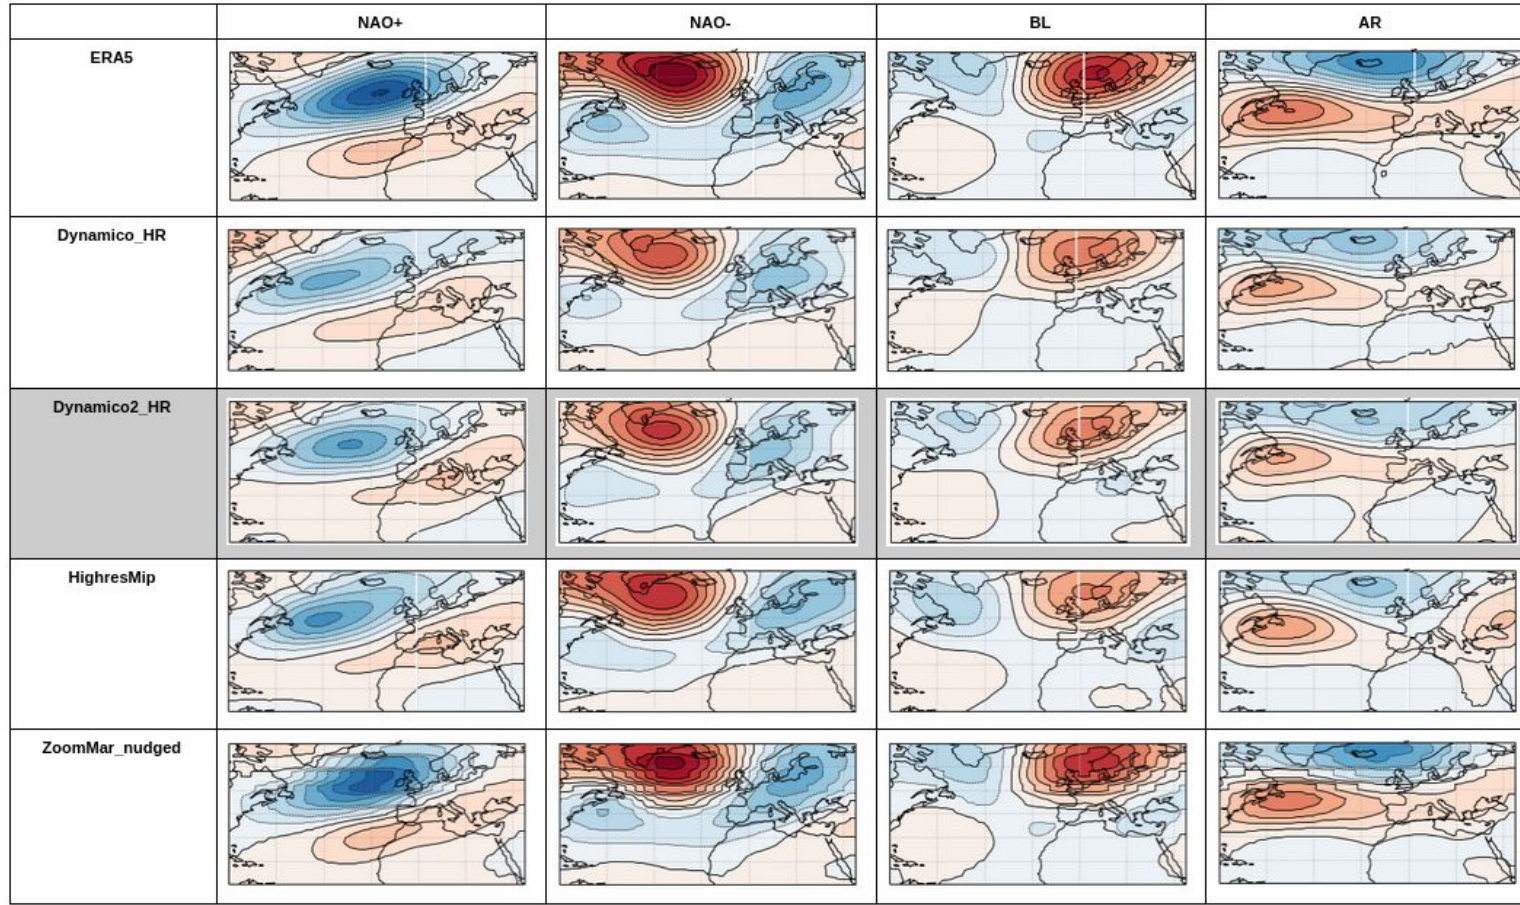 NAO+ NAO- BL AR
ERA5
Dynamico_HR
Dynamico2_HR
HighresMip
ZoomMar_nudged